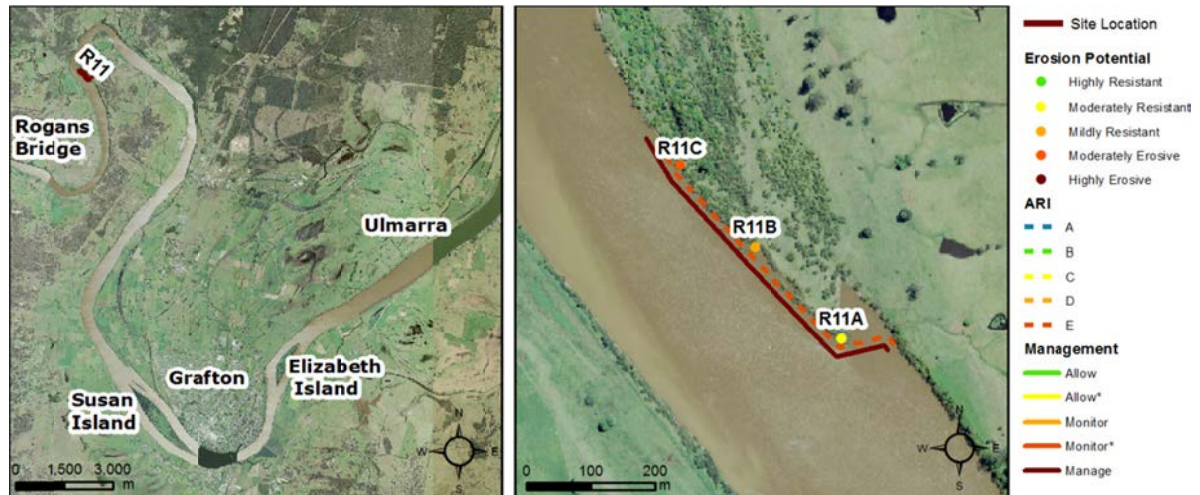 R11
Rogans
Bridge
Ulmarra
Grafton
Elizabeth
Island
Susan
Island
N
W E
S
0 1,500 3,000
m
R11C
R11B
R11A
N
W E
S
0 100 200
m
Site Location
Erosion Potential
Highly Resistant
Moderately Resistant
Mildly Resistant
Moderately Erosive
Highly Erosive
ARI
A
B
C
D
E
Management
Allow
Allow*
Monitor
Monitor*
Manage